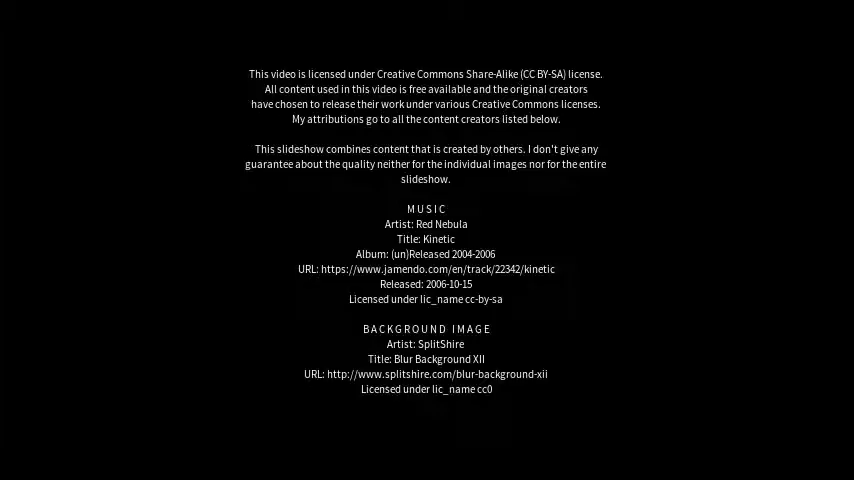 This video is licensed under Creative Commons Share-Alike (CC BY-SA) license.
All content used in this video is free available and the original creators
have chosen to release their work under various Creative Commons licenses.
My attributions go to all the content creators listed below.
This slideshow combines content that is created by others. I don't give any
guarantee about the quality neither for the individual images nor for the entire
slideshow.
MUSIC
Artist: Red Nebula
Title: Kinetic
Album: (un)Released 2004-2006
URL: https://www.jamendo.com/en/track/22342/kinetic
Released: 2006-10-15
Licensed under lic_name cc-by-sa
BACKGROUND IMAGE
Artist: SplitShire
Title: Blur Background XII
URL: http://www.splitshire.com/blur-background-xii
Licensed under lic_name cc0